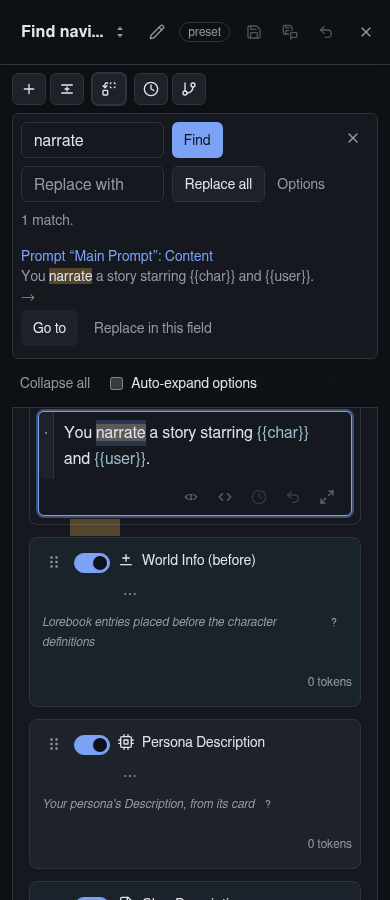 Find navi...
preset
narrate
Find
Replace with
Replace all
Options
1 match.
Prompt “Main Prompt”: Content
You narrate a story starring {{char}} and {{user}}.
→
Go to
Replace in this field
Collapse all
Auto-expand options
You narrate a story starring {{char}}
and {{user}}.
World Info (before)
...
Lorebook entries placed before the character
definitions
?
0 tokens
Persona Description
...
Your persona's Description, from its card ?
0 tokens